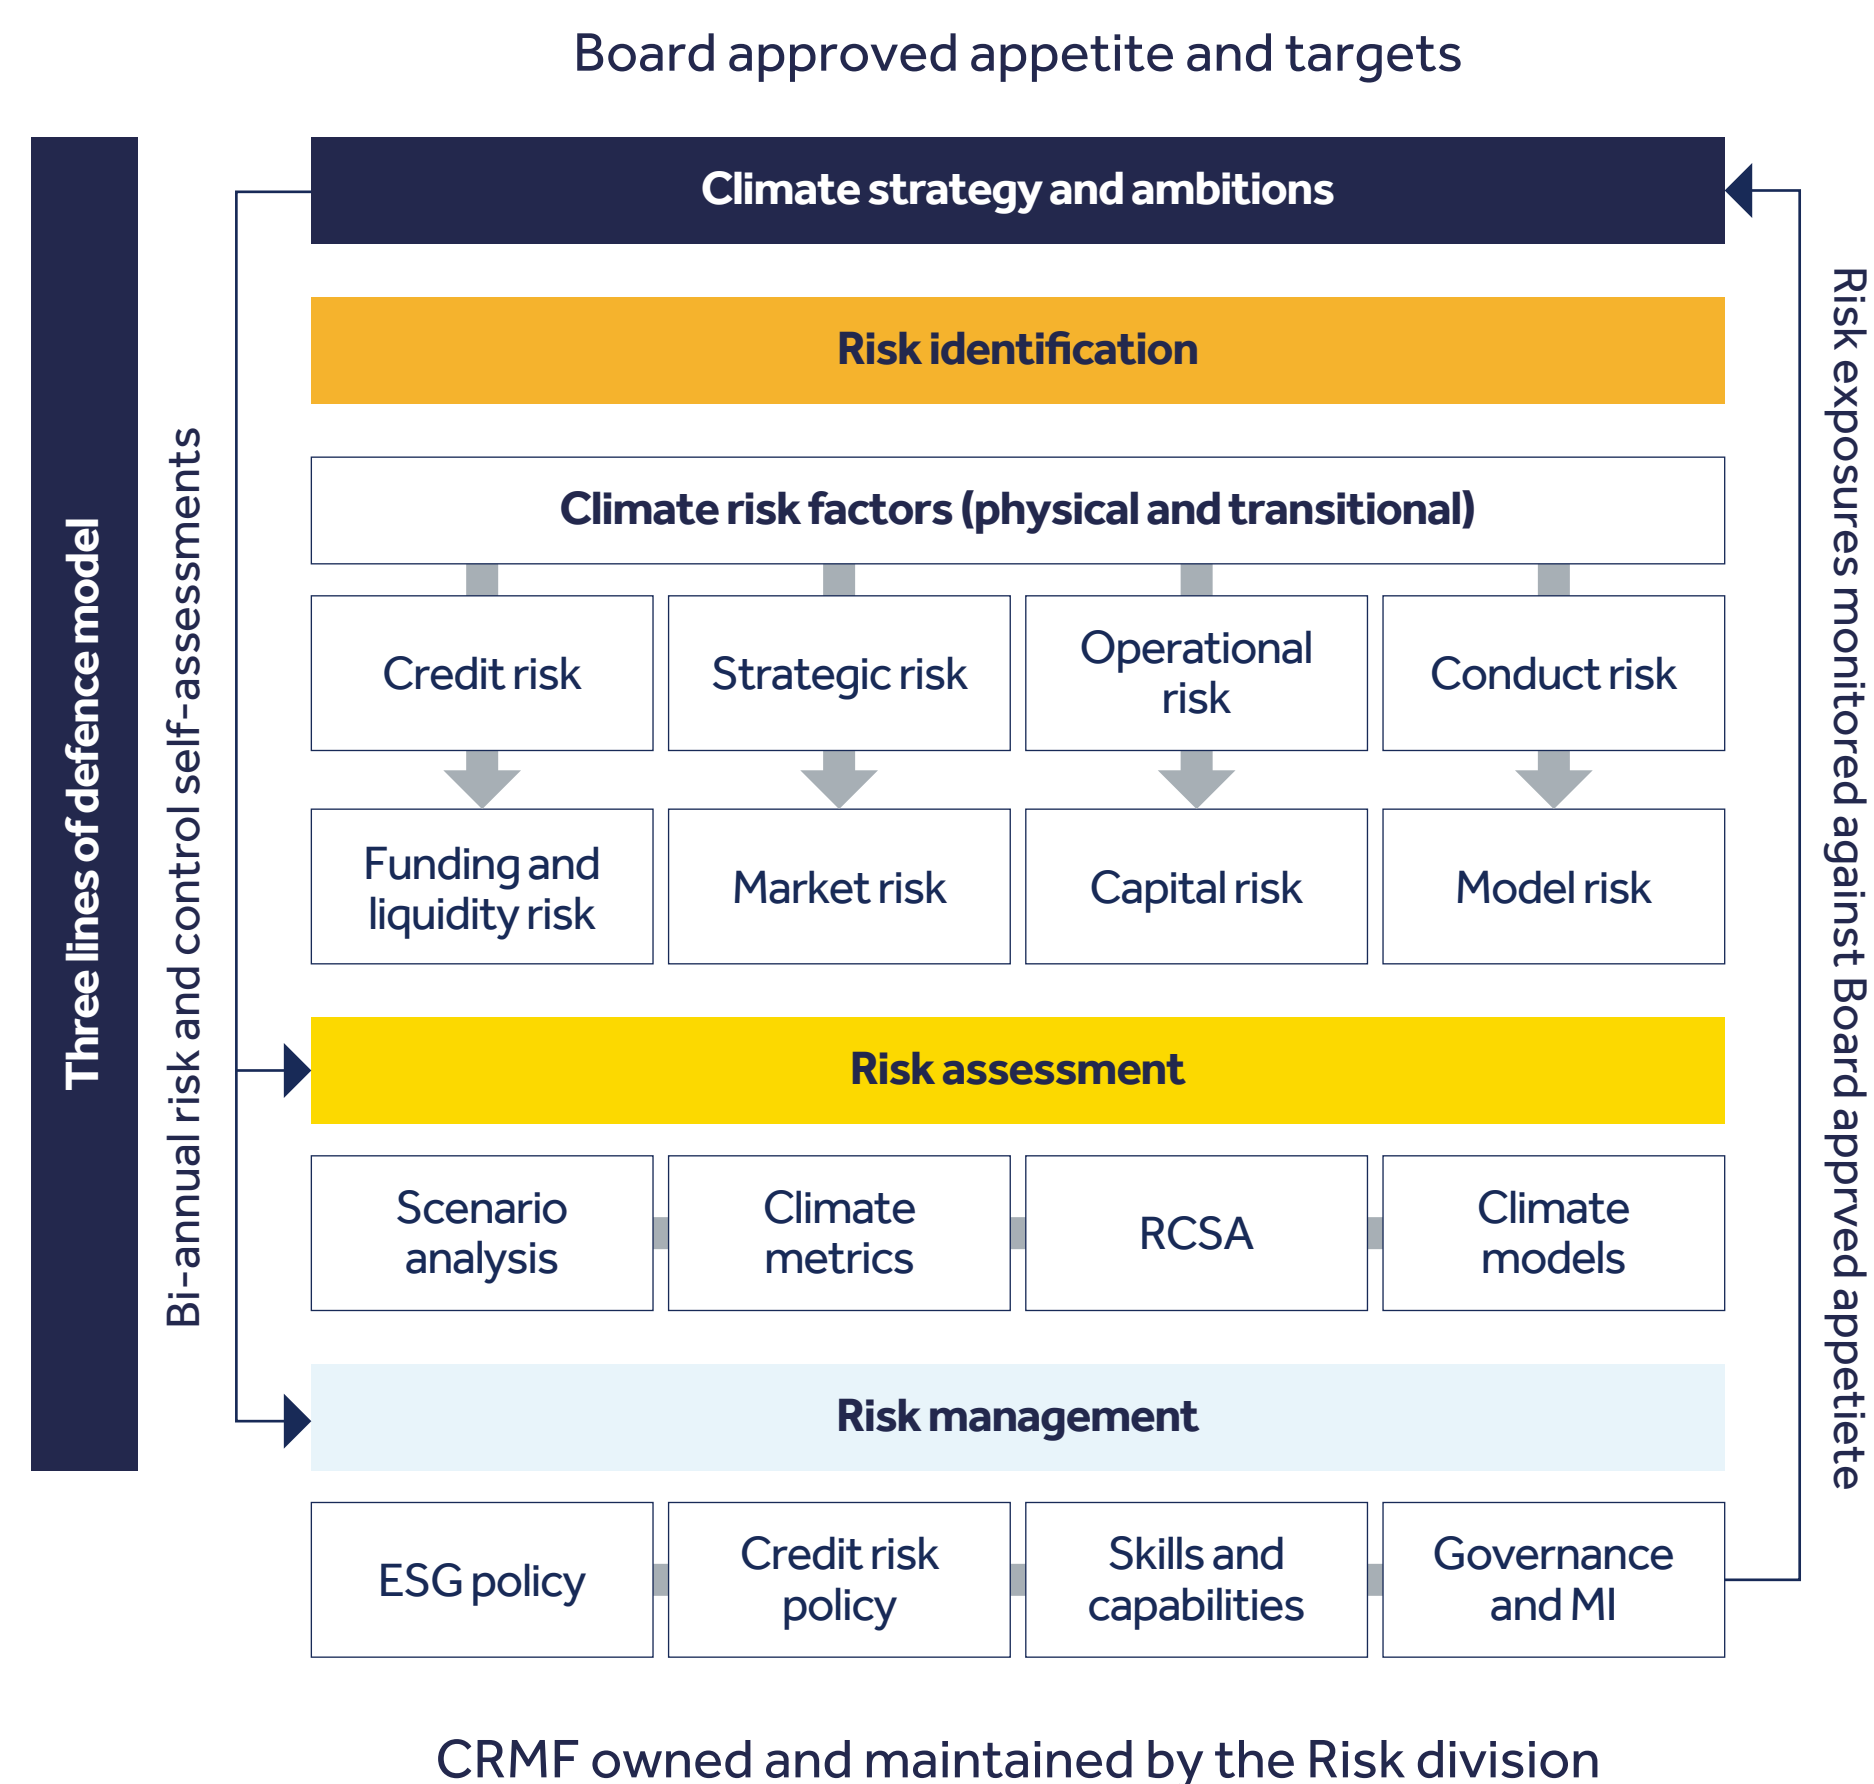 Board approved appetite and targets
Three lines of defence model
Bi-annual risk and control self-assessments
Climate strategy and ambitions
Risk identification
Climate risk factors (physical and transitional)
Credit risk
Strategic risk
Operational
risk
Conduct risk
Funding and
liquidity risk
Market risk
Capital risk
Model risk
Risk assessment
Scenario
analysis
Climate
metrics
RCSA
Climate
models
Risk management
ESG policy
Credit risk
policy
Skills and
capabilities
Governance
and MI
Risk exposures monitored against Board apprved appetiete
CRMF owned and maintained by the Risk division